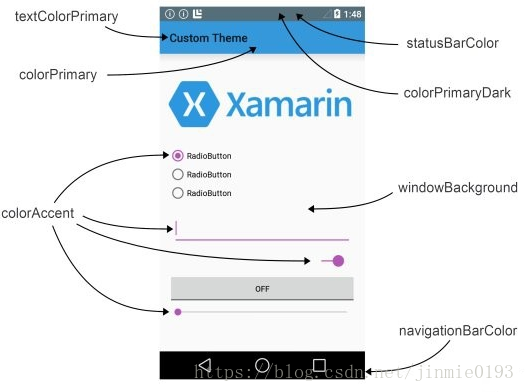 textColorPrimary
1:48
Custom Theme
statusBarColor
colorPrimary
colorPrimaryDark
Xamarin
RadioButton
RadioButton
RadioButton
windowBackground
colorAccent
OFF
navigationBarColor
https://blog.csdn.net/jinmie0193